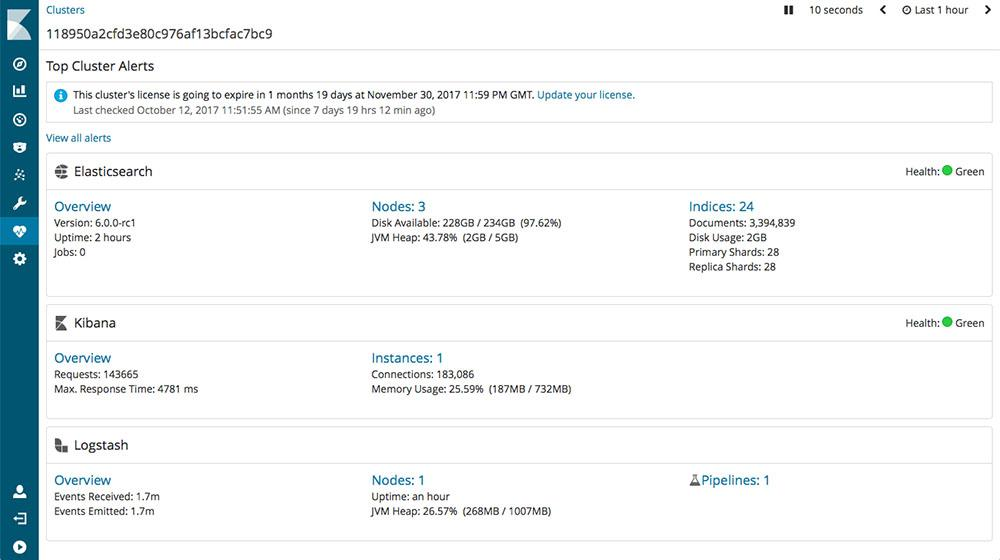 Clusters
10 seconds
Last 1 hour
118950a2cfd3e80c976af13bcfac7bc9
Top Cluster Alerts
This cluster's license is going to expire in 1 months 19 days at November 30, 2017 11:59 PM GMT. Update your license.
Last checked October 12, 2017 11:51:55 AM (since 7 days 19 hrs 12 min ago)
View all alerts
Elasticsearch
Health: Green
Overview
Version: 6.0.0-rc1
Uptime: 2 hours
Jobs: 0
Nodes: 3
Disk Available: 228GB / 234GB (97.62%)
JVM Heap: 43.78% (2GB / 5GB)
Indices: 24
Documents: 3,394,839
Disk Usage: 2GB
Primary Shards: 28
Replica Shards: 28
Kibana
Health: Green
Overview
Requests: 143665
Max. Response Time: 4781 ms
Instances: 1
Connections: 183,086
Memory Usage: 25.59% (187MB / 732MB)
Logstash
Overview
Events Received: 1.7m
Events Emitted: 1.7m
Nodes: 1
Uptime: an hour
JVM Heap: 26.57% (268MB / 1007MB)
Pipelines: 1